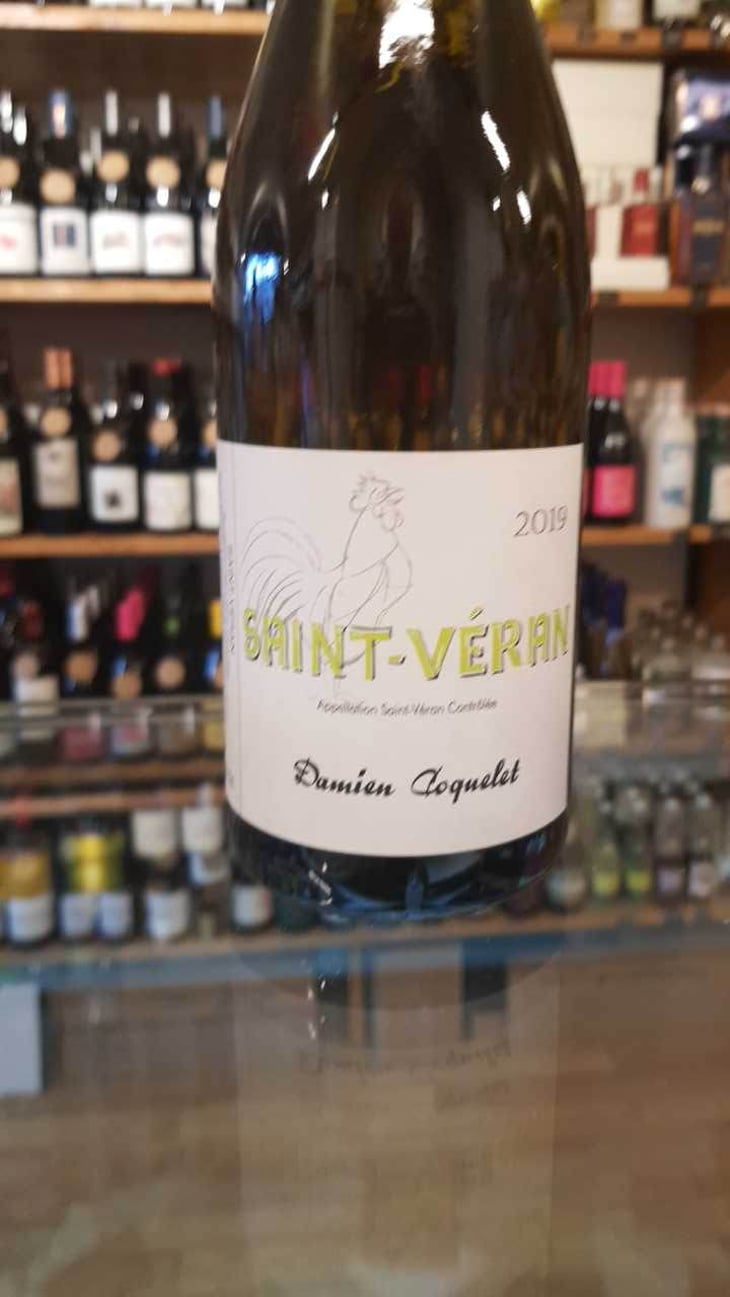 2019
SAINT-VÉRAN
Appellation Saint-Véran Contrôlée
Damien Coquelet